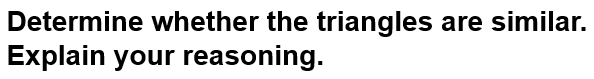 Determine whether the triangles are similar.
Explain your reasoning.